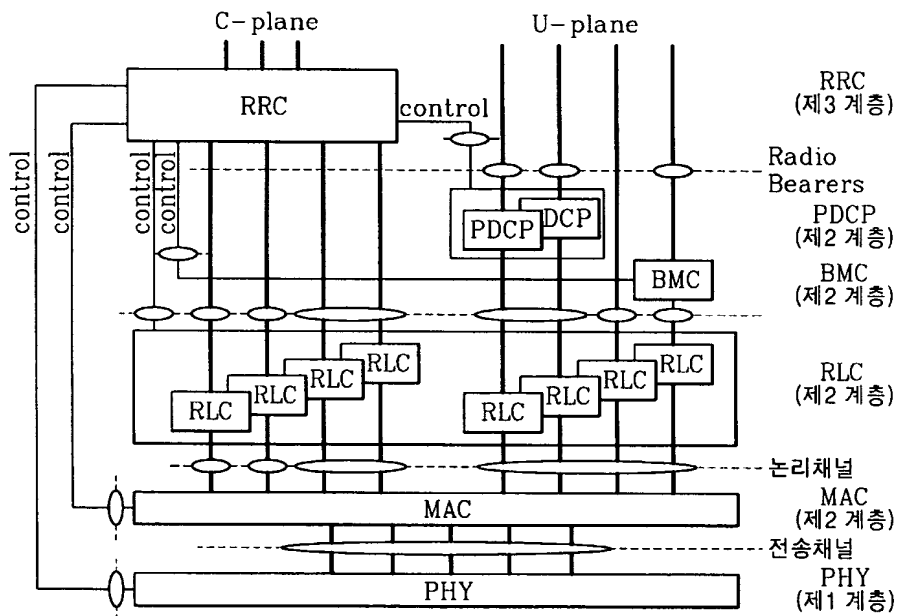 C-plane
U-plane
RRC
control
RRC
(제3 계층)
control
control
control
control
Radio
Bearers
PDCP
DCP
PDCP
(제2 계층)
BMC
BMC
(제2 계층)
RLC
RLC
RLC
RLC
RLC
RLC
RLC
RLC
RLC
(제2 계층)
논리채널
MAC
MAC
(제2 계층)
전송채널
PHY
PHY
(제1 계층)